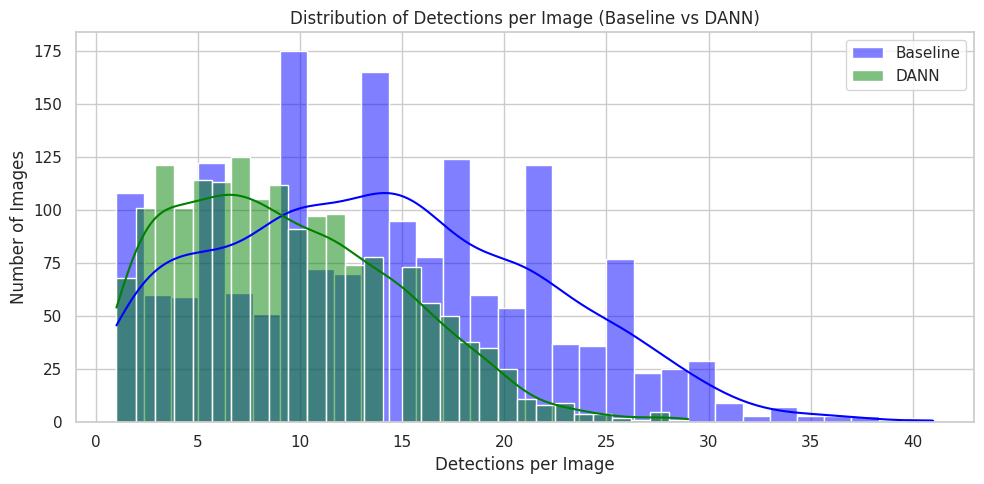 Distribution of Detections per Image (Baseline vs DANN)
Baseline
DANN
Number of Images
175
150
125
100
75
50
25
0
0 5 10 15 20 25 30 35 40
Detections per Image